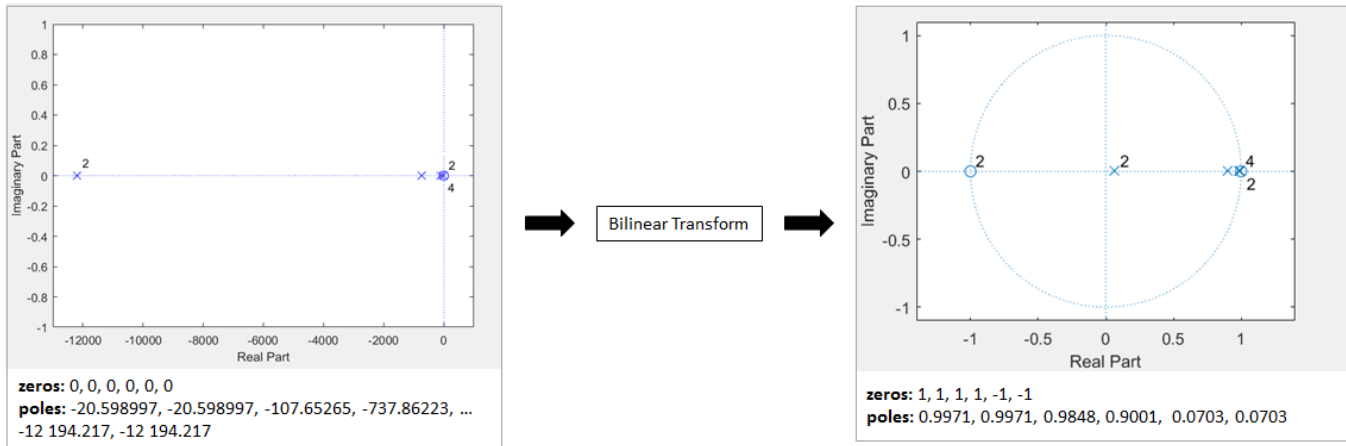 1
0.8
0.6
0.4
0.2
0
-0.2
-0.4
-0.6
-0.8
-1
Imaginary Part
2
2
4
-12000 -10000 -8000 -6000 -4000 -2000 0
Real Part
zeros: 0, 0, 0, 0, 0, 0
poles: -20.598997, -20.598997, -107.65265, -737.86223, ...
-12 194.217, -12 194.217
Bilinear Transform
1
0.5
0
-0.5
-1
Imaginary Part
2
2
4
2
-1 -0.5 0 0.5 1
Real Part
zeros: 1, 1, 1, 1, -1, -1
poles: 0.9971, 0.9971, 0.9848, 0.9001, 0.0703, 0.0703